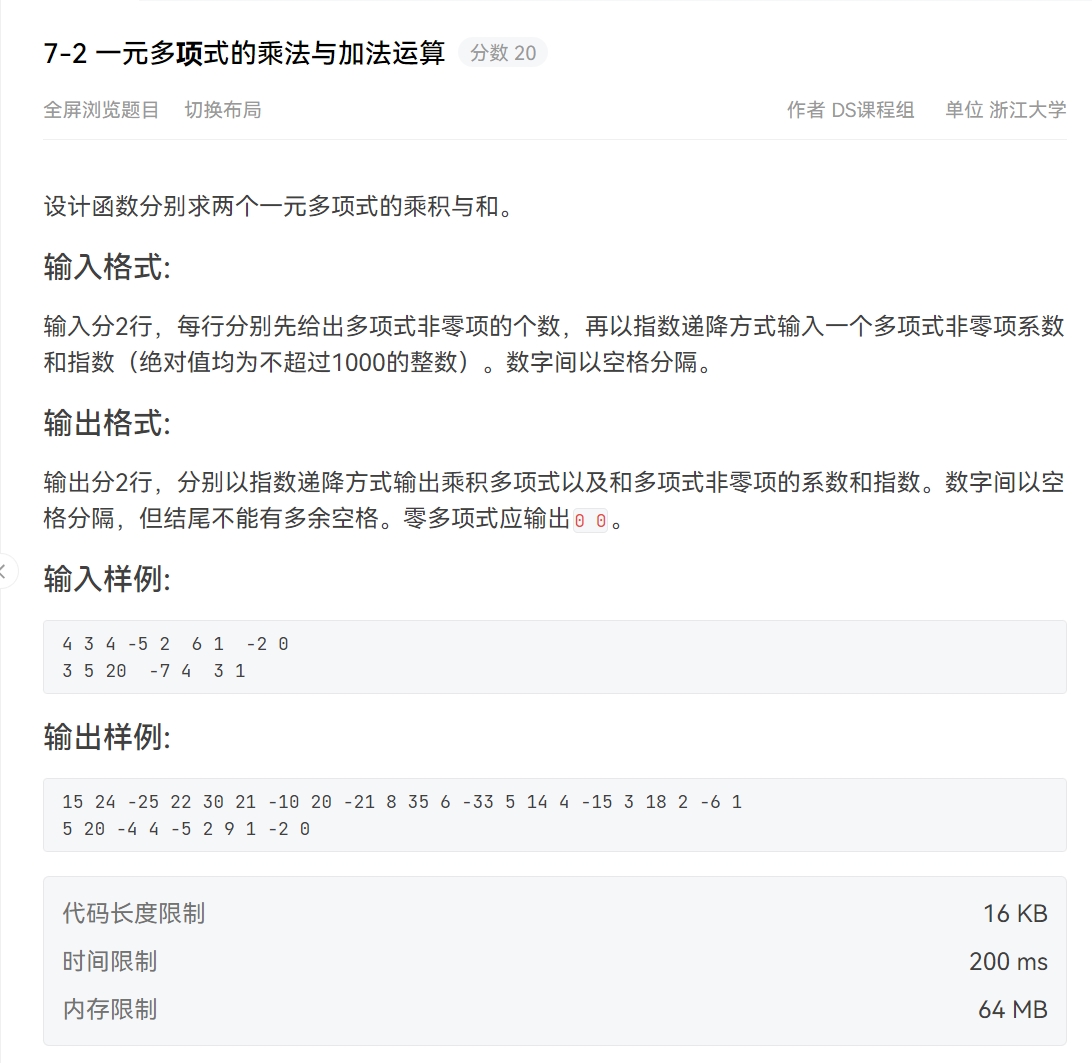 7-2 一元多项式的乘法与加法运算 分数 20
全屏浏览题目 切换布局 作者 DS课程组 单位 浙江大学
设计函数分别求两个一元多项式的乘积与和。
输入格式:
输入分2行，每行分别先给出多项式非零项的个数，再以指数递降方式输入一个多项式非零项系数
和指数（绝对值均为不超过1000的整数）。数字间以空格分隔。
输出格式:
输出分2行，分别以指数递降方式输出乘积多项式以及和多项式非零项的系数和指数。数字间以空
格分隔，但结尾不能有多余空格。零多项式应输出0 0。
输入样例:
4 3 4 -5 2  6 1  -2 0
3 5 20  -7 4  3 1
输出样例:
15 24 -25 22 30 21 -10 20 -21 8 35 6 -33 5 14 4 -15 3 18 2 -6 1
5 20 -4 4 -5 2 9 1 -2 0
代码长度限制 16 KB
时间限制 200 ms
内存限制 64 MB